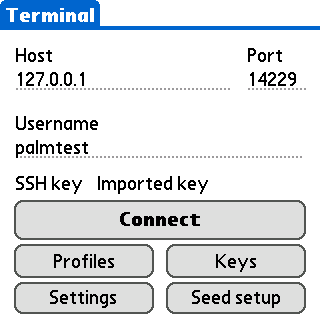 Terminal
Host Port
127.0.0.1 14229
Username
palmtest
SSH key Imported key
Connect
Profiles Keys
Settings Seed setup